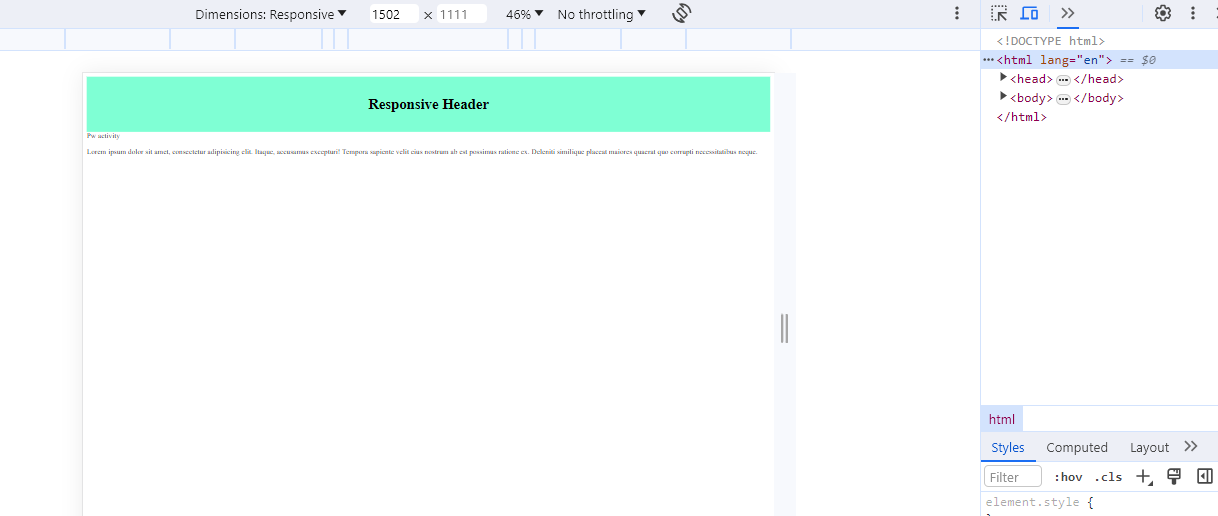 Dimensions: Responsive 1502 × 1111 46% No throttling
<!DOCTYPE html>
<html lang="en"> == $0
<head> </head>
<body> </body>
</html>
Responsive Header
Pw activity
Lorem ipsum dolor sit amet, consectetur adipisicing elit. Itaque, accusamus excepturi! Tempora sapiente velit eius nostrum ab est possimus ratione ex. Deleniti similique placeat maiores quaerat quo corrupti necessitatibus neque.
html
Styles Computed Layout
Filter :hov .cls
element.style {